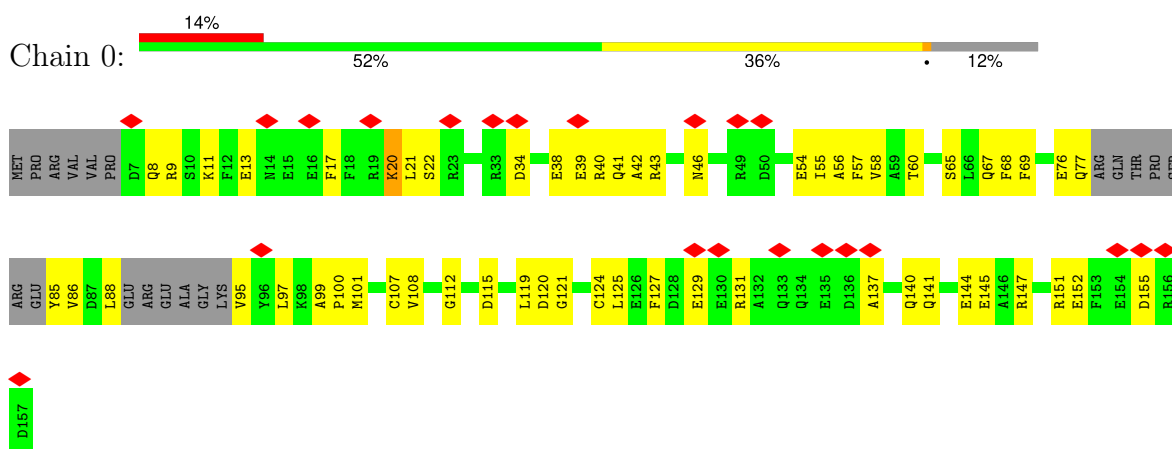 14%
Chain 0:
52% 36% • 12%
MET PRO ARG VAL VAL PRO D7 Q8 R9 S10 K11 F12 E13 N14 E15 E16 F17 F18 R19 K20 L21 S22 R23 R33 D34 E38 E39 R40 Q41 A42 R43 N46 R49 D50 E54 I55 A56 F57 V58 A59 T60 S65 L66 Q67 F68 F69 E76 Q77 ARG GLN THR PRO SER
ARG GLU Y85 V86 D87 L88 GLU ARG GLU ALA GLY LYS V95 Y96 L97 K98 A99 P100 M101 C107 V108 G112 D115 L119 D120 G121 C124 L125 E126 F127 D128 E129 E130 R131 A132 Q133 Q134 E135 D136 A137 Q140 Q141 E144 E145 A146 R147 R151 E152 F153 E154 D155 R156
D157